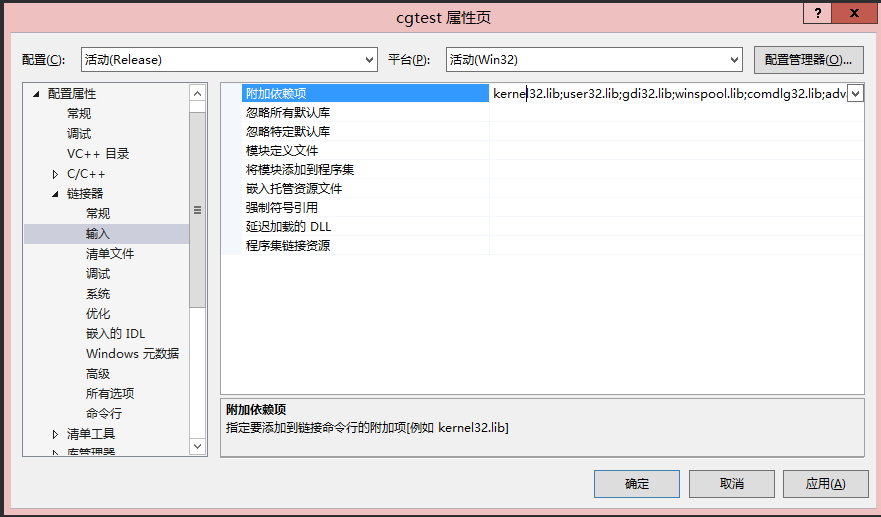 cgtest 属性页
? x
配置(C): 活动(Release) 平台(P): 活动(Win32) 配置管理器(O)...
配置属性
常规
调试
VC++ 目录
C/C++
链接器
常规
输入
清单文件
调试
系统
优化
嵌入的 IDL
Windows 元数据
高级
所有选项
命令行
清单工具
库管理器
附加依赖项 kernel32.lib;user32.lib;gdi32.lib;winspool.lib;comdlg32.lib;adv
忽略所有默认库
忽略特定默认库
模块定义文件
将模块添加到程序集
嵌入托管资源文件
强制符号引用
延迟加载的 DLL
程序集链接资源
附加依赖项
指定要添加到链接命令行的附加项[例如 kernel32.lib]
确定 取消 应用(A)